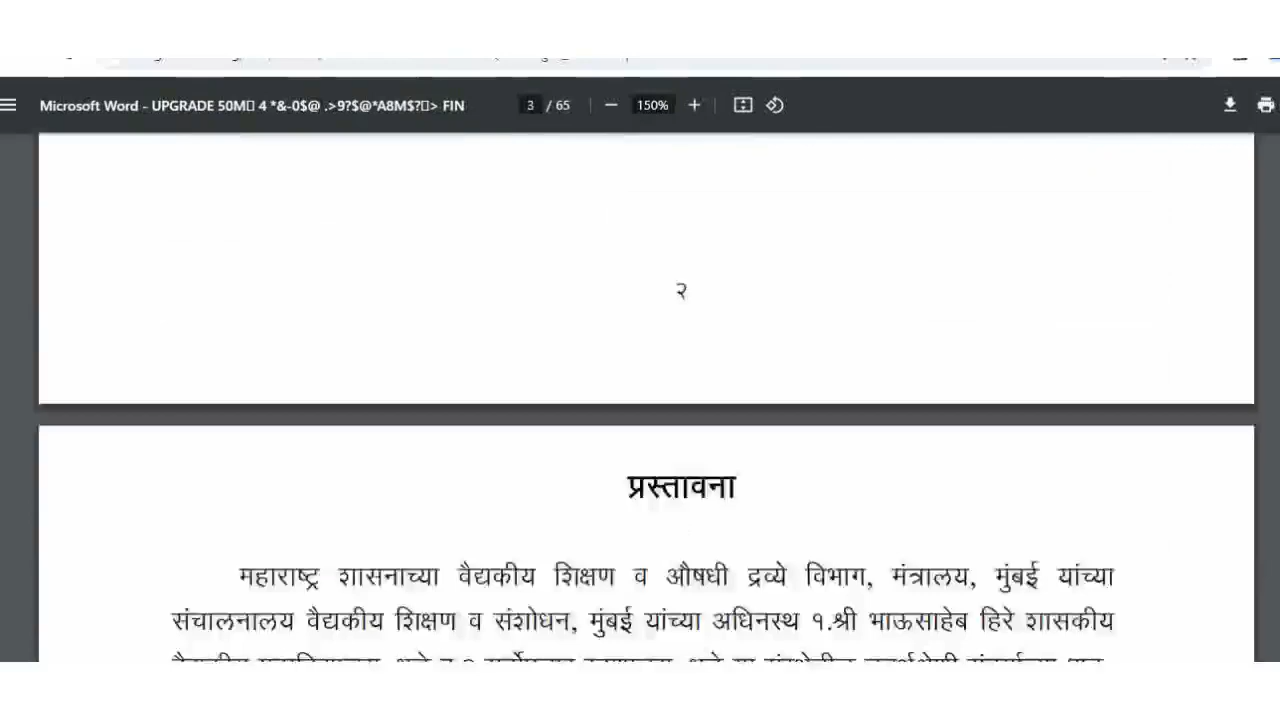 Microsoft Word - UPGRADE 50M▯ 4 *&-0$@ .>9?$@*A8M$?▯> FIN
3 / 65
150%
२
प्रस्तावना
महाराष्ट्र शासनाच्या वैद्यकीय शिक्षण व औषधी द्रव्ये विभाग, मंत्रालय, मुंबई यांच्या
संचालनालय वैद्यकीय शिक्षण व संशोधन, मुंबई यांच्या अधिनस्थ १.श्री भाऊसाहेब हिरे शासकीय